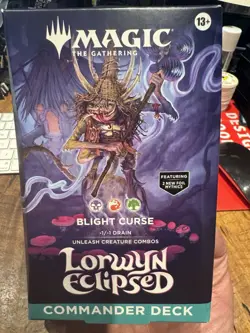 MAGIC
THE GATHERING
13+
FEATURING
2 NEW FOIL
MYTHICS
BLIGHT CURSE
-1/-1 DRAIN
UNLEASH CREATURE COMBOS
LORWYN
ECLIPSED
COMMANDER DECK